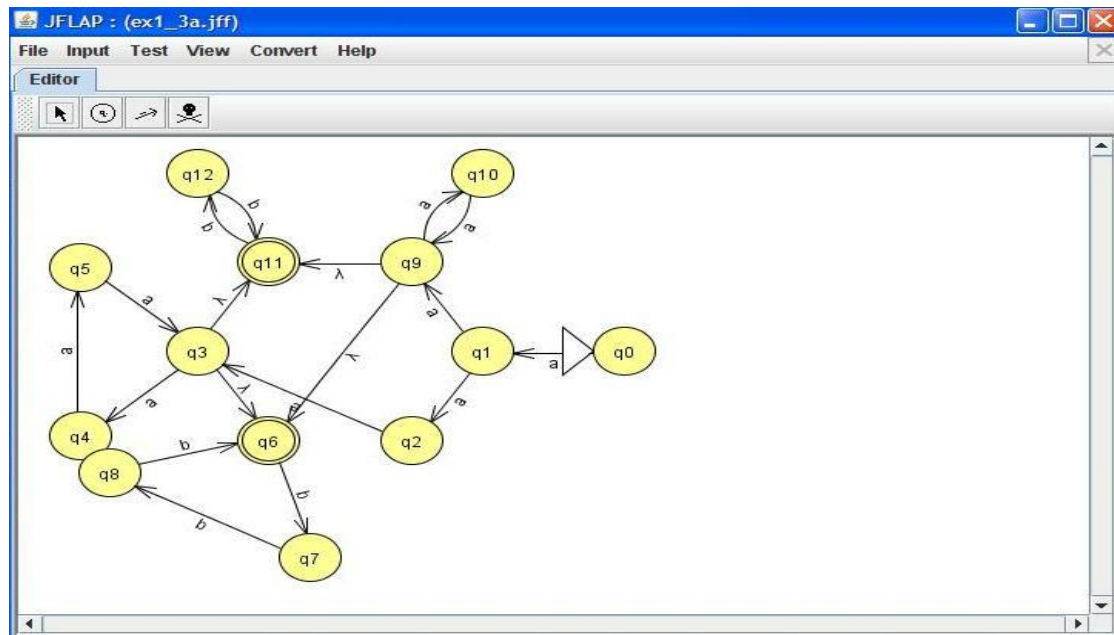 JFLAP : (ex1_3a.jff)
File Input Test View Convert Help
Editor
q12
q10
b
b
a
a
q11
q9
q5
λ
a
λ
a
q3
q1
q0
a
a
λ
λ
a
a
a
a
q4
q6
q2
b
q8
b
b
q7